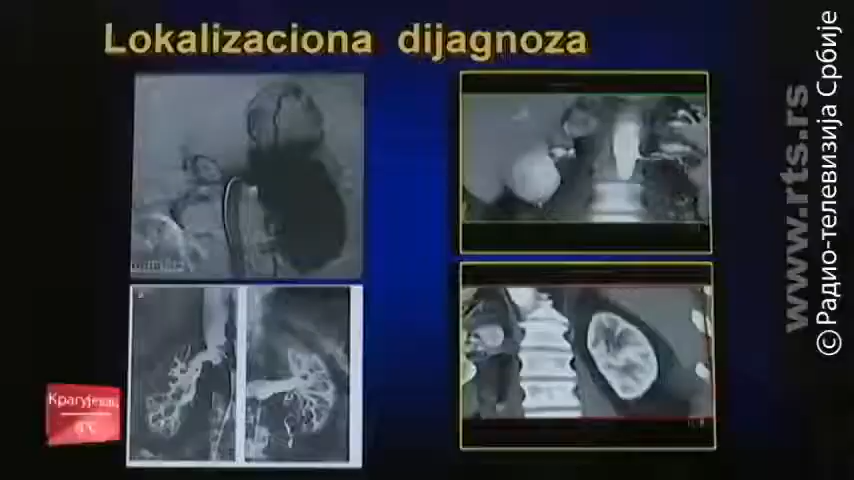 Lokalizaciona dijagnoza
Крагујевац
www.rts.rs
© Радио-телевизија Србије